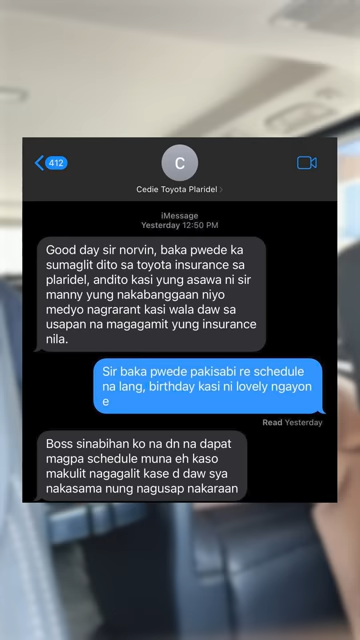 412
C
Cedie Toyota Plaridel
iMessage
Yesterday 12:50 PM
Good day sir norvin, baka pwede ka
sumaglit dito sa toyota insurance sa
plaridel, andito kasi yung asawa ni sir
manny yung nakabanggaan niyo
medyo nagrarant kasi wala daw sa
usapan na magagamit yung insurance
nila.
Sir baka pwede pakisabi re schedule
na lang, birthday kasi ni lovely ngayon
e
Read Yesterday
Boss sinabihan ko na dn na dapat
magpa schedule muna eh kaso
makulit nagagalit kase d daw sya
nakasama nung nagusap nakaraan